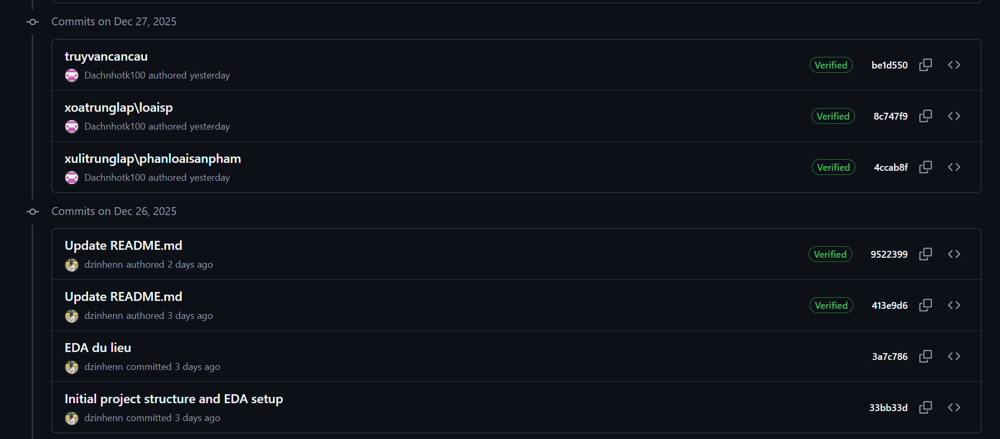 Commits on Dec 27, 2025
truyvancancau
Dachnhotk100 authored yesterday
Verified
be1d550
xoatrunglap\loaisp
Dachnhotk100 authored yesterday
Verified
8c747f9
xulitrunglap\phanloaisanpham
Dachnhotk100 authored yesterday
Verified
4ccab8f
Commits on Dec 26, 2025
Update README.md
dzinhenn authored 2 days ago
Verified
9522399
Update README.md
dzinhenn authored 3 days ago
Verified
413e9d6
EDA du lieu
dzinhenn committed 3 days ago
3a7c786
Initial project structure and EDA setup
dzinhenn committed 3 days ago
33bb33d